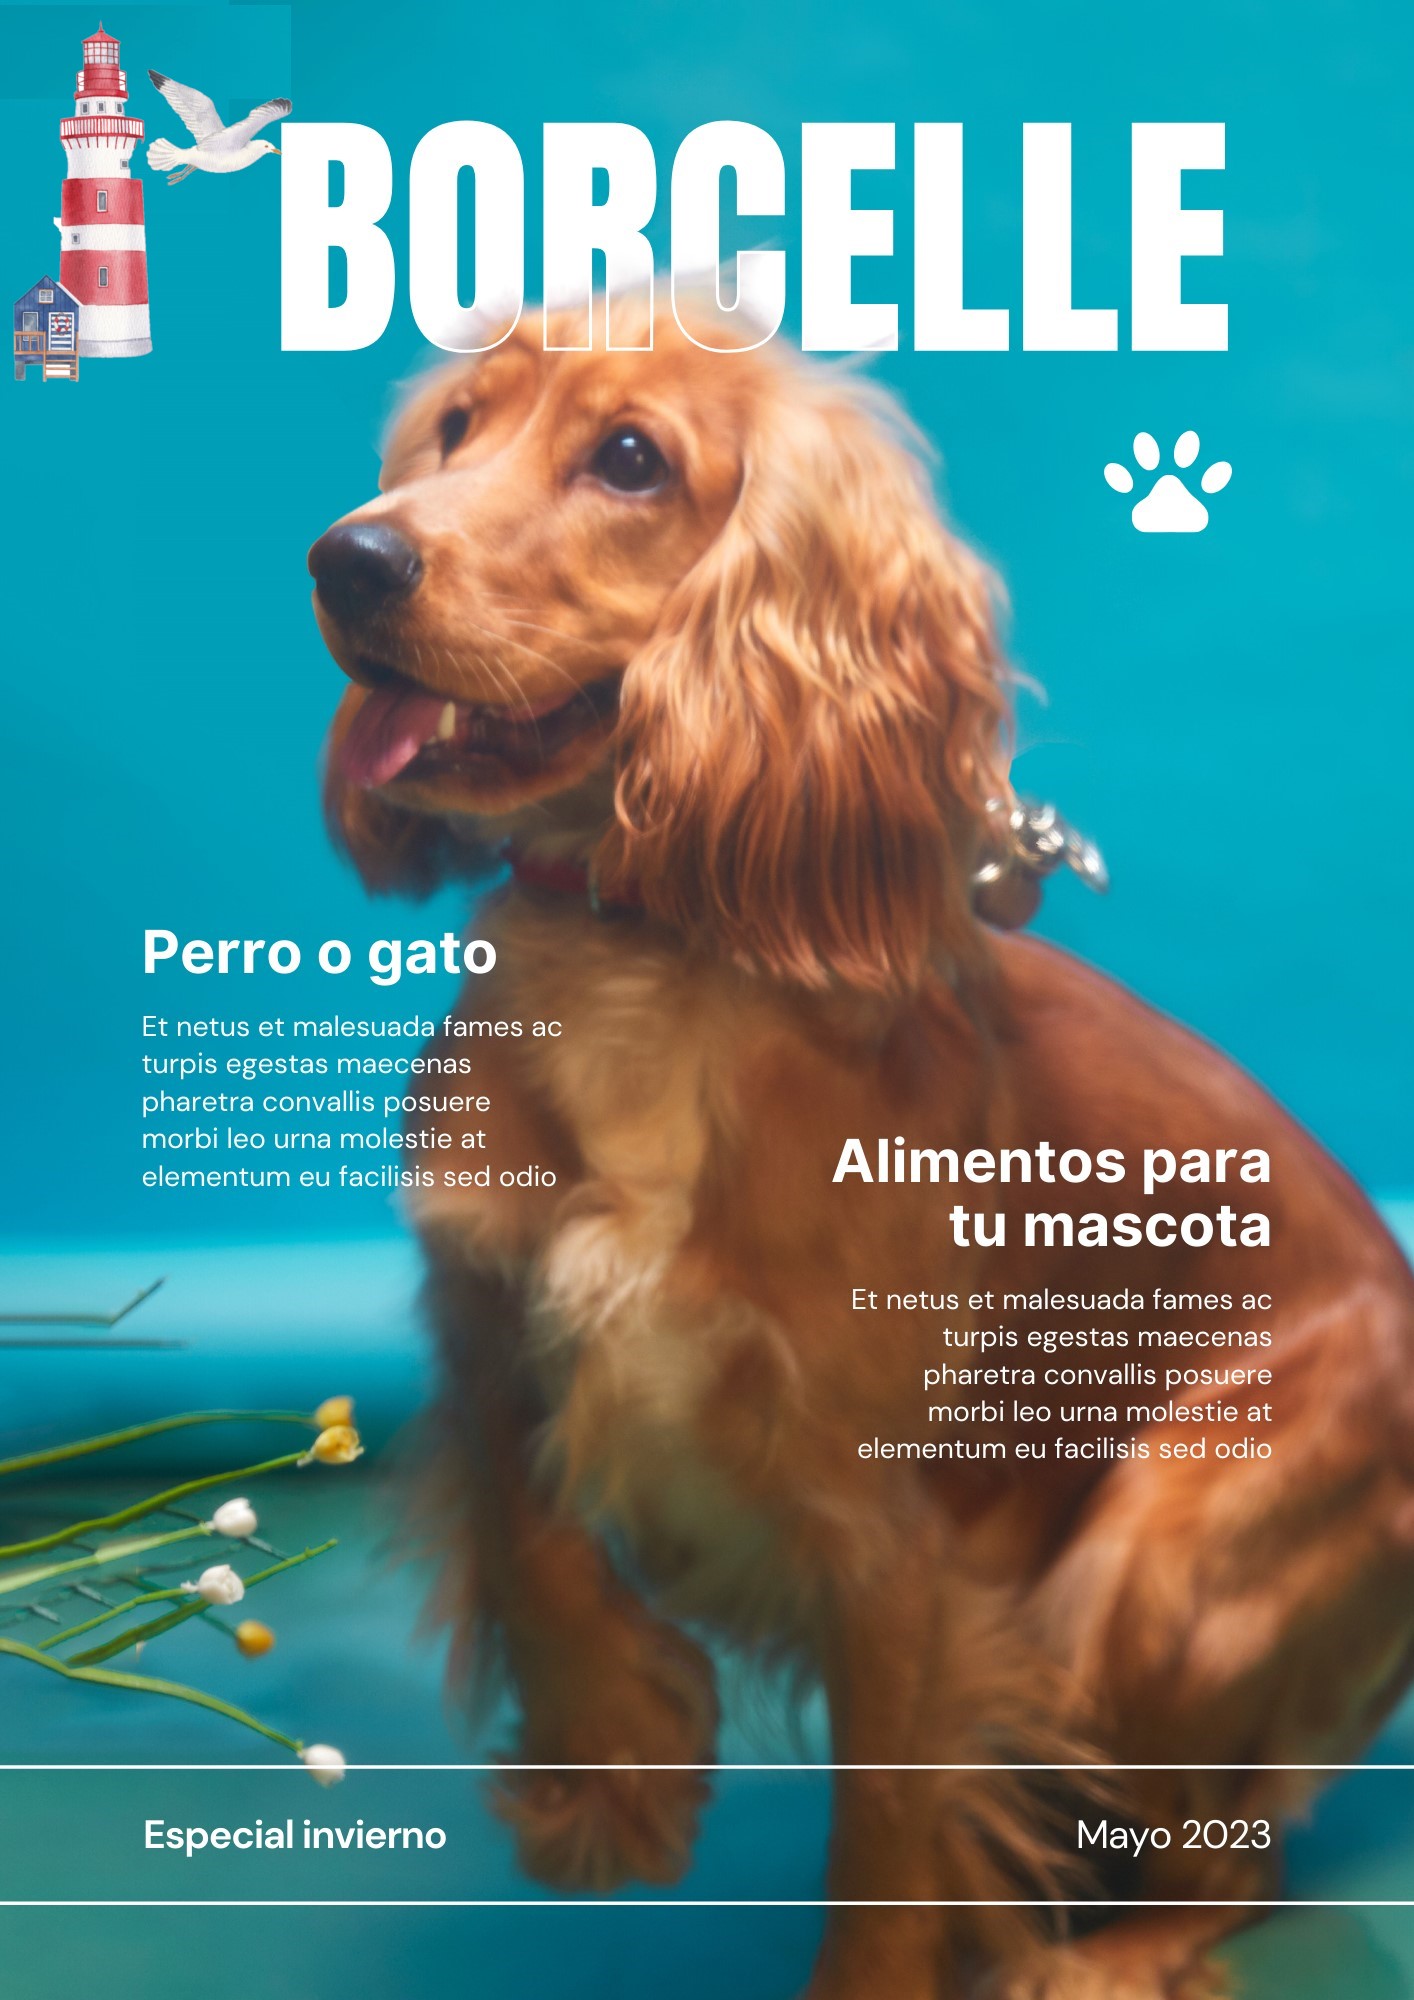 BORCELLE
Perro o gato
Et netus et malesuada fames ac
turpis egestas maecenas
pharetra convallis posuere
morbi leo urna molestie at
elementum eu facilisis sed odio
Alimentos para
tu mascota
Et netus et malesuada fames ac
turpis egestas maecenas
pharetra convallis posuere
morbi leo urna molestie at
elementum eu facilisis sed odio
Especial invierno
Mayo 2023